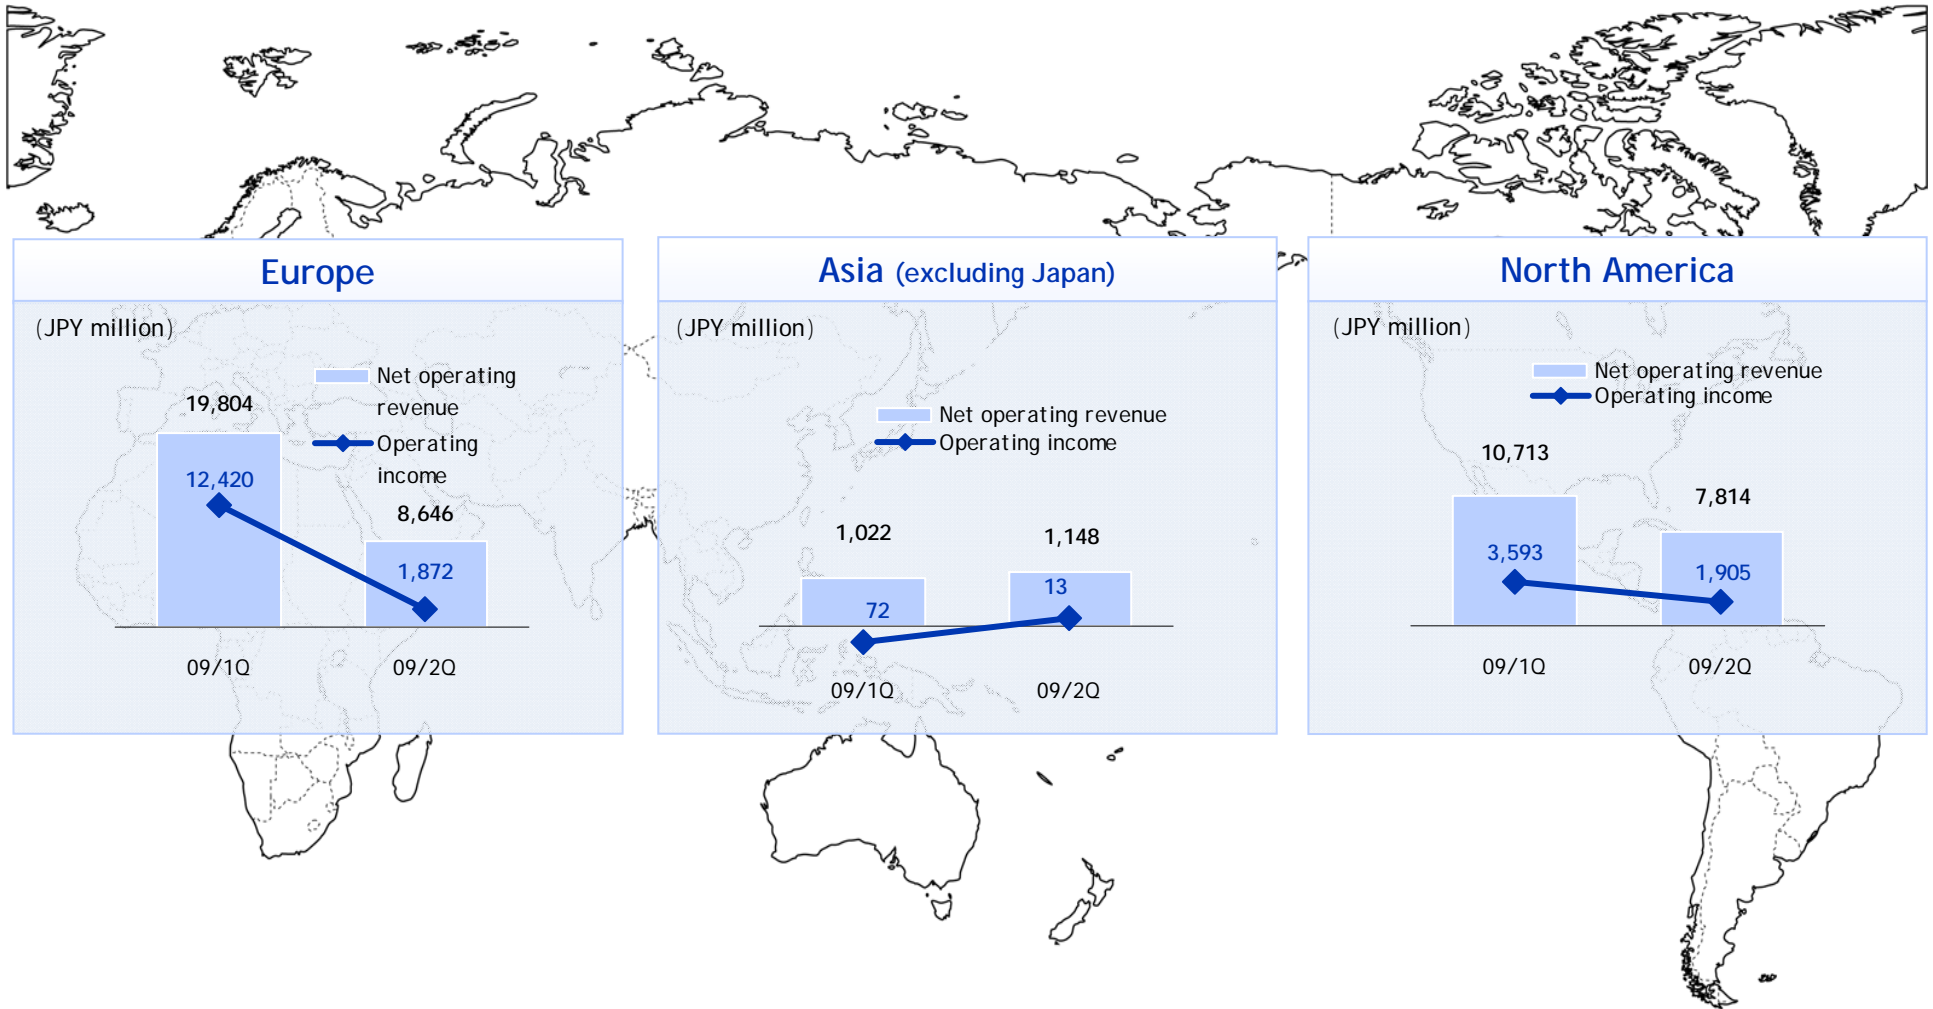 Europe
(JPY million)
Net operating
revenue
Operating
income
19,804
12,420
8,646
1,872
09/1Q
09/2Q
Asia (excluding Japan)
(JPY million)
Net operating revenue
Operating income
1,022
72
1,148
13
09/1Q
09/2Q
North America
(JPY million)
Net operating revenue
Operating income
10,713
3,593
7,814
1,905
09/1Q
09/2Q